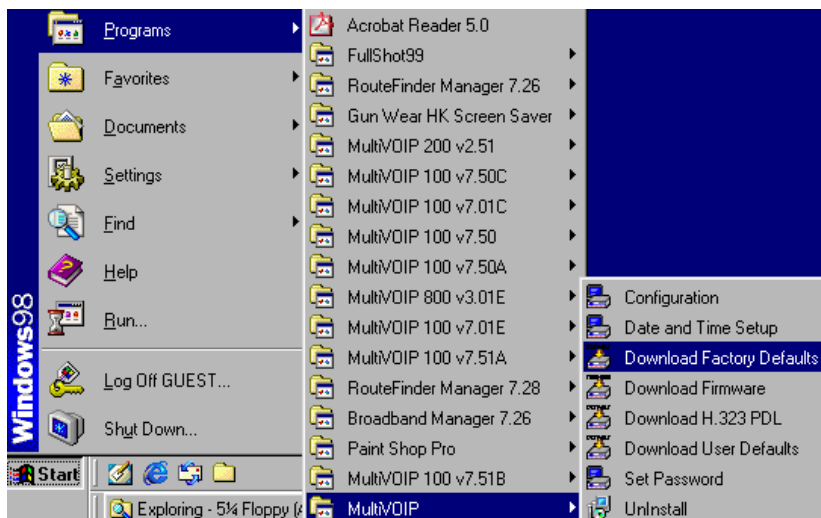 Programs
Favorites
Documents
Settings
Find
Help
Run...
Log Off GUEST...
Shut Down...
Windows98
Start
Exploring - 5¼ Floppy (
Acrobat Reader 5.0
FullShot99
RouteFinder Manager 7.26
Gun Wear HK Screen Saver
MultiVOIP 200 v2.51
MultiVOIP 100 v7.50C
MultiVOIP 100 v7.01C
MultiVOIP 100 v7.50
MultiVOIP 100 v7.50A
MultiVOIP 800 v3.01E
MultiVOIP 100 v7.01E
MultiVOIP 100 v7.51A
RouteFinder Manager 7.28
Broadband Manager 7.26
Paint Shop Pro
MultiVOIP 100 v7.51B
MultiVOIP
Configuration
Date and Time Setup
Download Factory Defaults
Download Firmware
Download H.323 PDL
Download User Defaults
Set Password
UnInstall